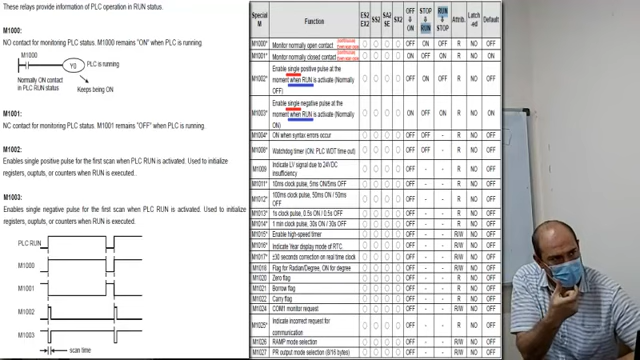 These relays provide information of PLC operation in RUN status.
M1000:
NO contact for monitoring PLC status. M1000 remains "ON" when PLC is running.
M1000
Y0
PLC is running
Normally ON contact
in PLC RUN status
Keeps being ON
M1001:
NC contact for monitoring PLC status. M1001 remains "OFF" when PLC is running.
M1002:
Enables single positive pulse for the first scan when PLC RUN is activated. Used to initialize
registers, ouptuts, or counters when RUN is executed.
M1003:
Enables single negative pulse for the first scan when PLC RUN is activated. Used to initialize
registers, ouptuts, or counters when RUN is executed.
PLC RUN
M1000
M1001
M1002
M1003
scan time
Special M Function ES2 EX2 SS2 SA2 SE SX2 OFF ⇩ ON STOP ⇩ RUN RUN ⇩ STOP Attrib. Latch ed Default
M1000* Monitor normally open contact ○ ○ ○ ○ OFF ON OFF R NO OFF
M1001* Monitor normally closed contact ○ ○ ○ ○ ON OFF ON R NO ON
M1002* Enable single positive pulse at the moment when RUN is activate (Normally OFF) ○ ○ ○ ○ OFF ON OFF R NO OFF
M1003* Enable single negative pulse at the moment when RUN is activate (Normally ON) ○ ○ ○ ○ ON OFF ON R NO ON
M1004* ON when syntax errors occur ○ ○ ○ ○ OFF OFF - R NO OFF
M1008* Watchdog timer (ON: PLC WDT time out) ○ ○ ○ ○ OFF OFF - R NO OFF
M1009 Indicate LV signal due to 24VDC insufficiency ○ ○ ○ ○ OFF - - R NO OFF
M1011* 10ms clock pulse, 5ms ON/5ms OFF ○ ○ ○ ○ OFF - - R NO OFF
M1012* 100ms clock pulse, 50ms ON / 50ms OFF ○ ○ ○ ○ OFF - - R NO OFF
M1013* 1s clock pulse, 0.5s ON / 0.5s OFF ○ ○ ○ ○ OFF - - R NO OFF
M1014* 1 min clock pulse, 30s ON / 30s OFF ○ ○ ○ ○ OFF - - R NO OFF
M1015* Enable high-speed timer ○ ○ ○ ○ OFF - - R/W NO OFF
M1016* Indicate Year display mode of RTC. ○ ○ ○ ○ OFF - - R/W NO OFF
M1017* ±30 seconds correction on real time clock ○ ○ ○ ○ OFF - - R/W NO OFF
M1018 Flag for Radian/Degree, ON for degree ○ ○ ○ ○ OFF - - R/W NO OFF
M1020 Zero flag ○ ○ ○ ○ OFF - - R NO OFF
M1021 Borrow flag ○ ○ ○ ○ OFF - - R NO OFF
M1022 Carry flag ○ ○ ○ ○ OFF - - R NO OFF
M1024 COM1 monitor request ○ ○ ○ ○ OFF - - R/W NO OFF
M1025* Indicate incorrect request for communication ○ ○ ○ ○ OFF - - R NO OFF
M1026 RAMP mode selection ○ ○ ○ ○ OFF - - R/W NO OFF
M1027 PR output mode selection (8/16 bytes) ○ ○ ○ ○ OFF - - R/W NO OFF